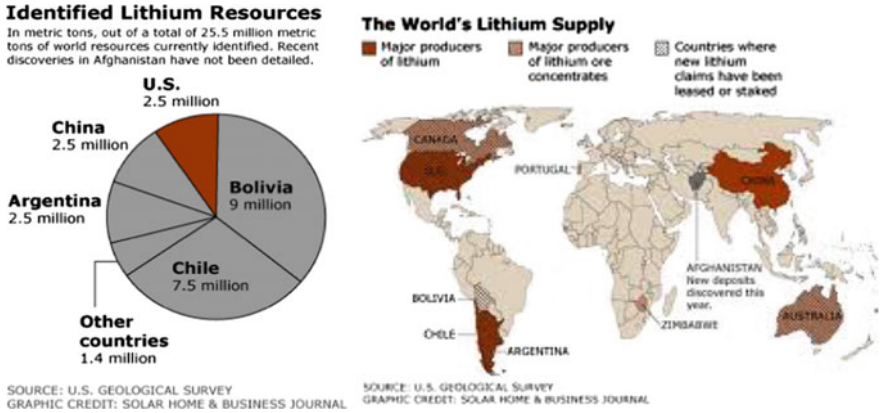 Identified Lithium Resources
In metric tons, out of a total of 25.5 million metric
tons of world resources currently identified. Recent
discoveries in Afghanistan have not been detailed.
U.S.
2.5 million
China
2.5 million
Argentina
2.5 million
Bolivia
9 million
Chile
7.5 million
Other
countries
1.4 million
SOURCE: U.S. GEOLOGICAL SURVEY
GRAPHIC CREDIT: SOLAR HOME & BUSINESS JOURNAL
The World's Lithium Supply
Major producers
of lithium
Major producers
of lithium ore
concentrates
Countries where
new lithium
claims have been
leased or staked
CANADA
U.S.
PORTUGAL
CHINA
AFGHANISTAN
New deposits
discovered this
year.
BOLIVIA
CHILE
ARGENTINA
ZIMBABWE
AUSTRALIA
SOURCE: U.S. GEOLOGICAL SURVEY
GRAPHIC CREDIT: SOLAR HOME & BUSINESS JOURNAL